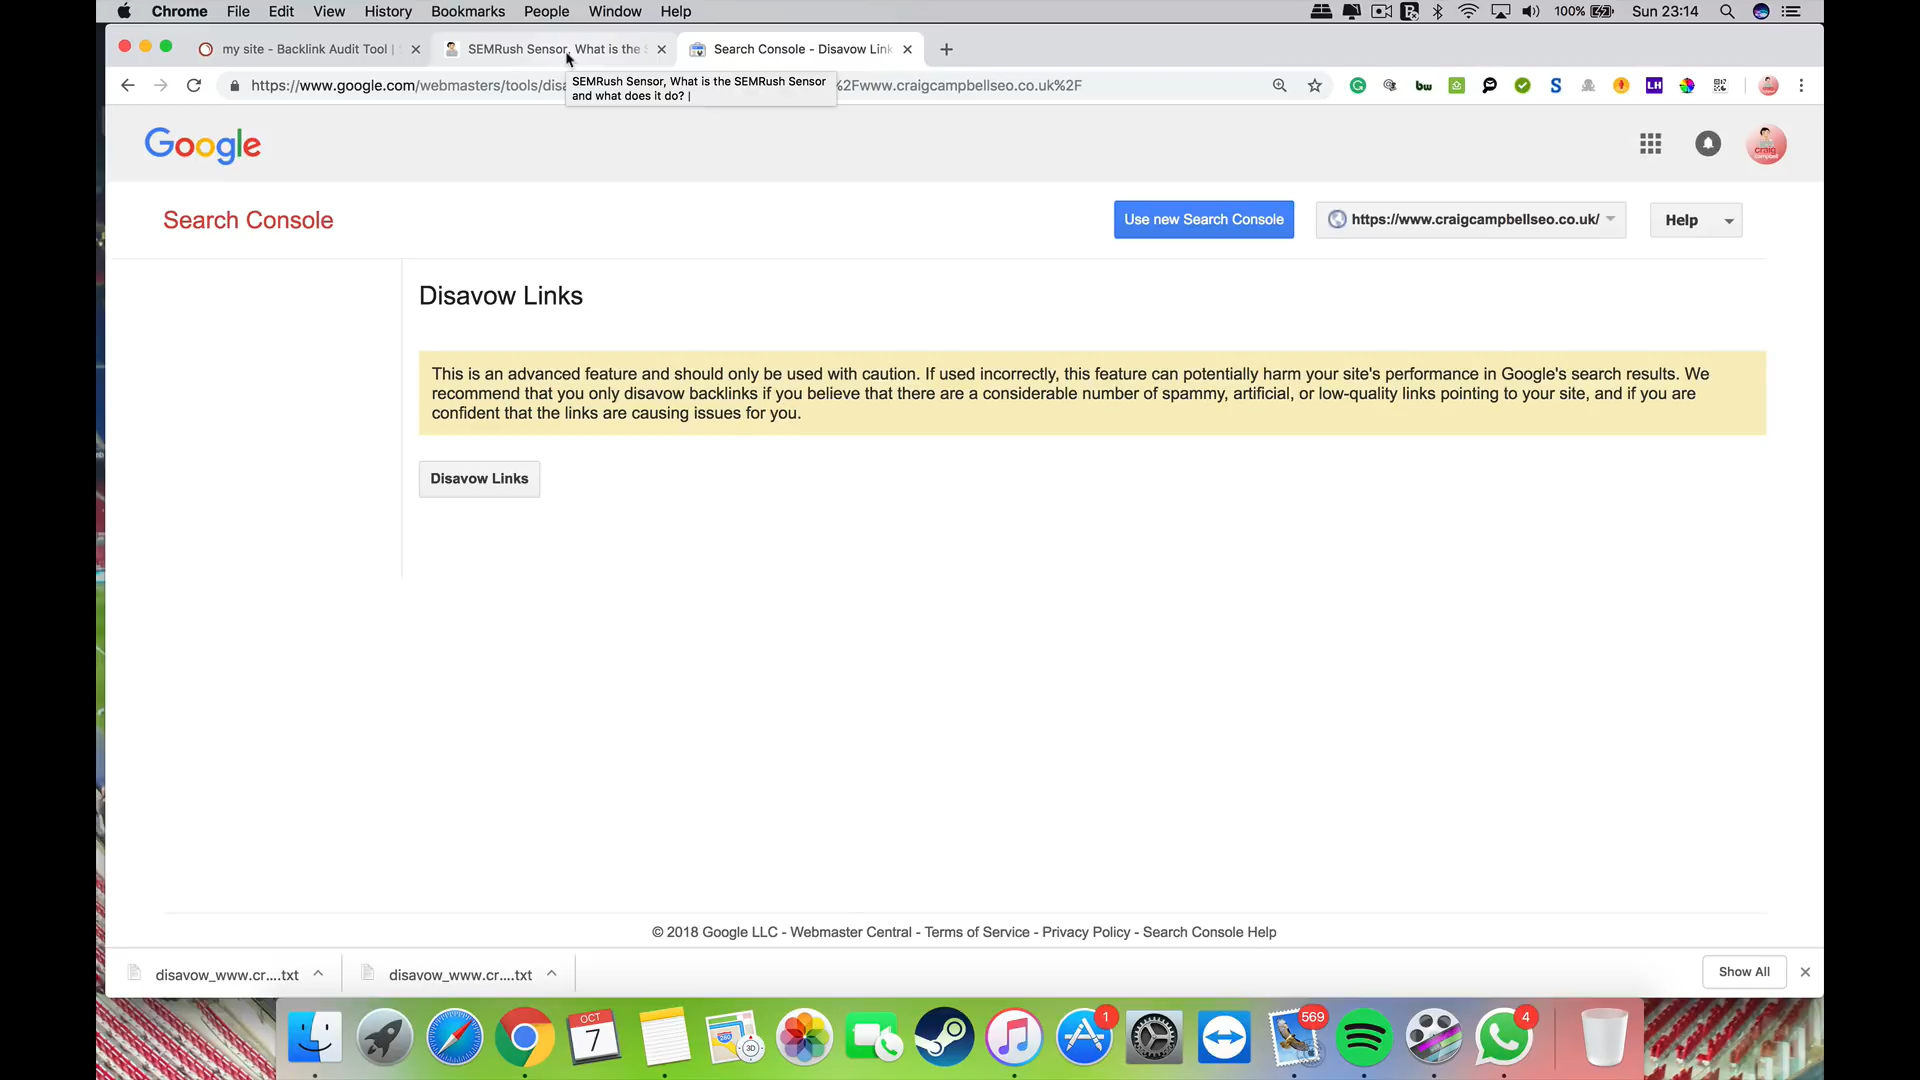 Chrome File Edit View History Bookmarks People Window Help 100% Sun 23:14
my site - Backlink Audit Tool | SEMRush Sensor, What is the S Search Console - Disavow Link
https://www.google.com/webmasters/tools/disa %2Fwww.craigcampbellseo.co.uk%2F
SEMRush Sensor, What is the SEMRush Sensor
and what does it do? |
bw S LH
Google
craig
campbell
Search Console
Use new Search Console
https://www.craigcampbellseo.co.uk/
Help
Disavow Links
This is an advanced feature and should only be used with caution. If used incorrectly, this feature can potentially harm your site's performance in Google's search results. We
recommend that you only disavow backlinks if you believe that there are a considerable number of spammy, artificial, or low-quality links pointing to your site, and if you are
confident that the links are causing issues for you.
Disavow Links
© 2018 Google LLC - Webmaster Central - Terms of Service - Privacy Policy - Search Console Help
disavow_www.cr....txt disavow_www.cr....txt Show All
OCT
7
280
3D
1
569
4